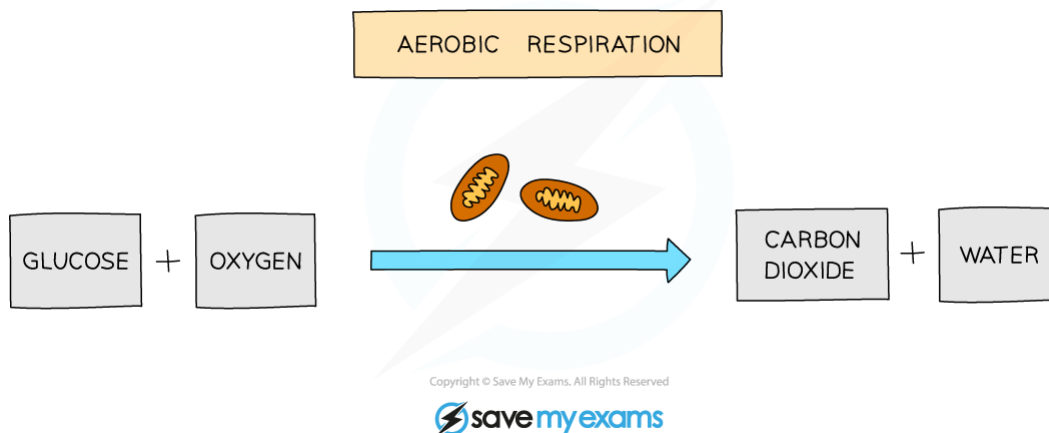 AEROBIC RESPIRATION
GLUCOSE + OXYGEN
CARBON
DIOXIDE + WATER
Copyright © Save My Exams. All Rights Reserved
save my exams